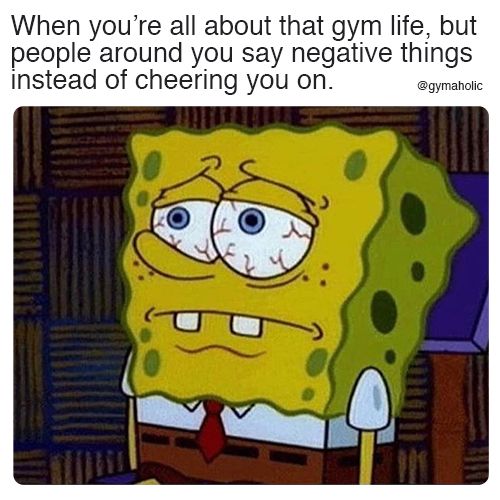 When you’re all about that gym life, but
people around you say negative things
instead of cheering you on.
@gymaholic